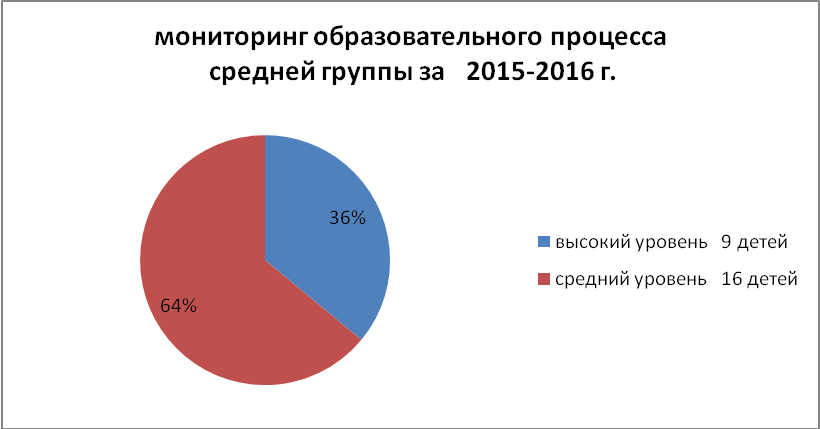 мониторинг образовательного процесса
средней группы за 2015-2016 г.
36%
64%
высокий уровень 9 детей
средний уровень 16 детей